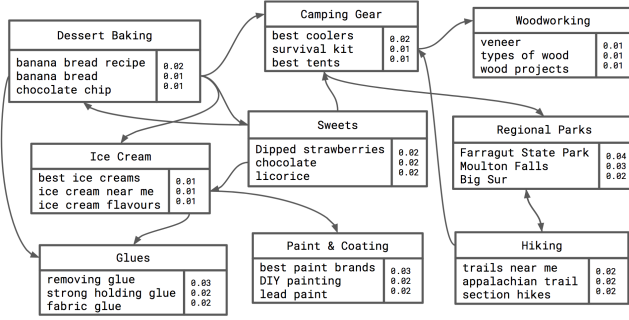 Dessert Baking
banana bread recipe 0.02
banana bread 0.01
chocolate chip 0.01
Camping Gear
best coolers 0.02
survival kit 0.01
best tents 0.01
Woodworking
veneer 0.01
types of wood 0.01
wood projects 0.01
Ice Cream
best ice creams 0.01
ice cream near me 0.01
ice cream flavours 0.01
Sweets
Dipped strawberries 0.02
chocolate 0.02
licorice 0.02
Regional Parks
Farragut State Park 0.04
Moulton Falls 0.03
Big Sur 0.02
Glues
removing glue 0.03
strong holding glue 0.02
fabric glue 0.02
Paint & Coating
best paint brands 0.03
DIY painting 0.02
lead paint 0.02
Hiking
trails near me 0.02
appalachian trail 0.02
section hikes 0.02